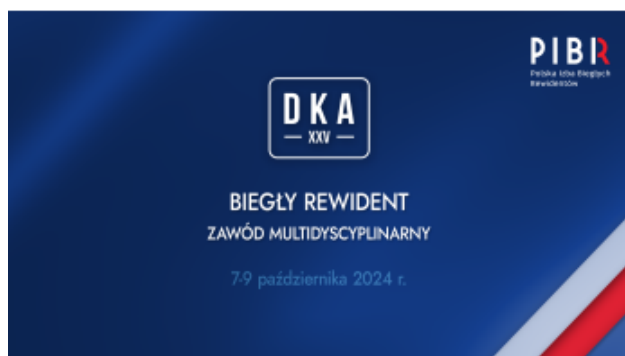 PIBR
Polska Izba Biegłych
Rewidentów
DKA
XXV
BIEGŁY REWIDENT
ZAWÓD MULTIDYSCYPLINARNY
7-9 października 2024 r.